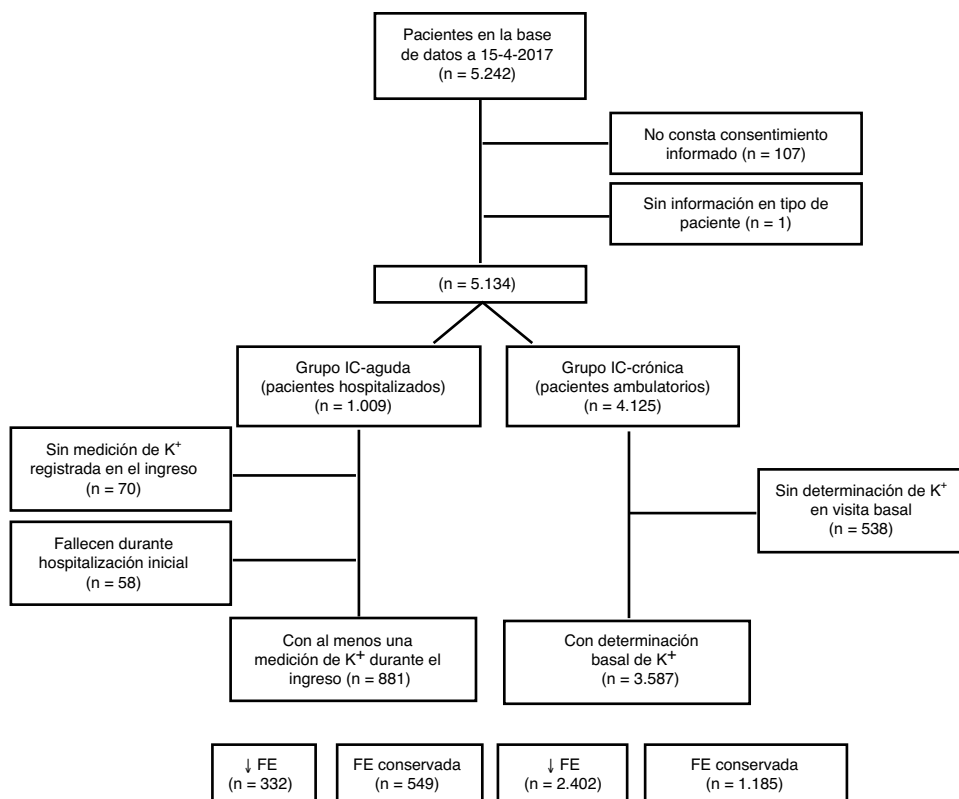 Pacientes en la base
de datos a 15-4-2017
(n = 5.242)
No consta consentimiento
informado (n = 107)
Sin información en tipo de
paciente (n = 1)
(n = 5.134)
Grupo IC-aguda
(pacientes hospitalizados)
(n = 1.009)
Grupo IC-crónica
(pacientes ambulatorios)
(n = 4.125)
Sin medición de K⁺
registrada en el ingreso
(n = 70)
Sin determinación de K⁺
en visita basal
(n = 538)
Fallecen durante
hospitalización inicial
(n = 58)
Con al menos una
medición de K⁺ durante el
ingreso (n = 881)
Con determinación
basal de K⁺
(n = 3.587)
↓ FE
(n = 332)
FE conservada
(n = 549)
↓ FE
(n = 2.402)
FE conservada
(n = 1.185)